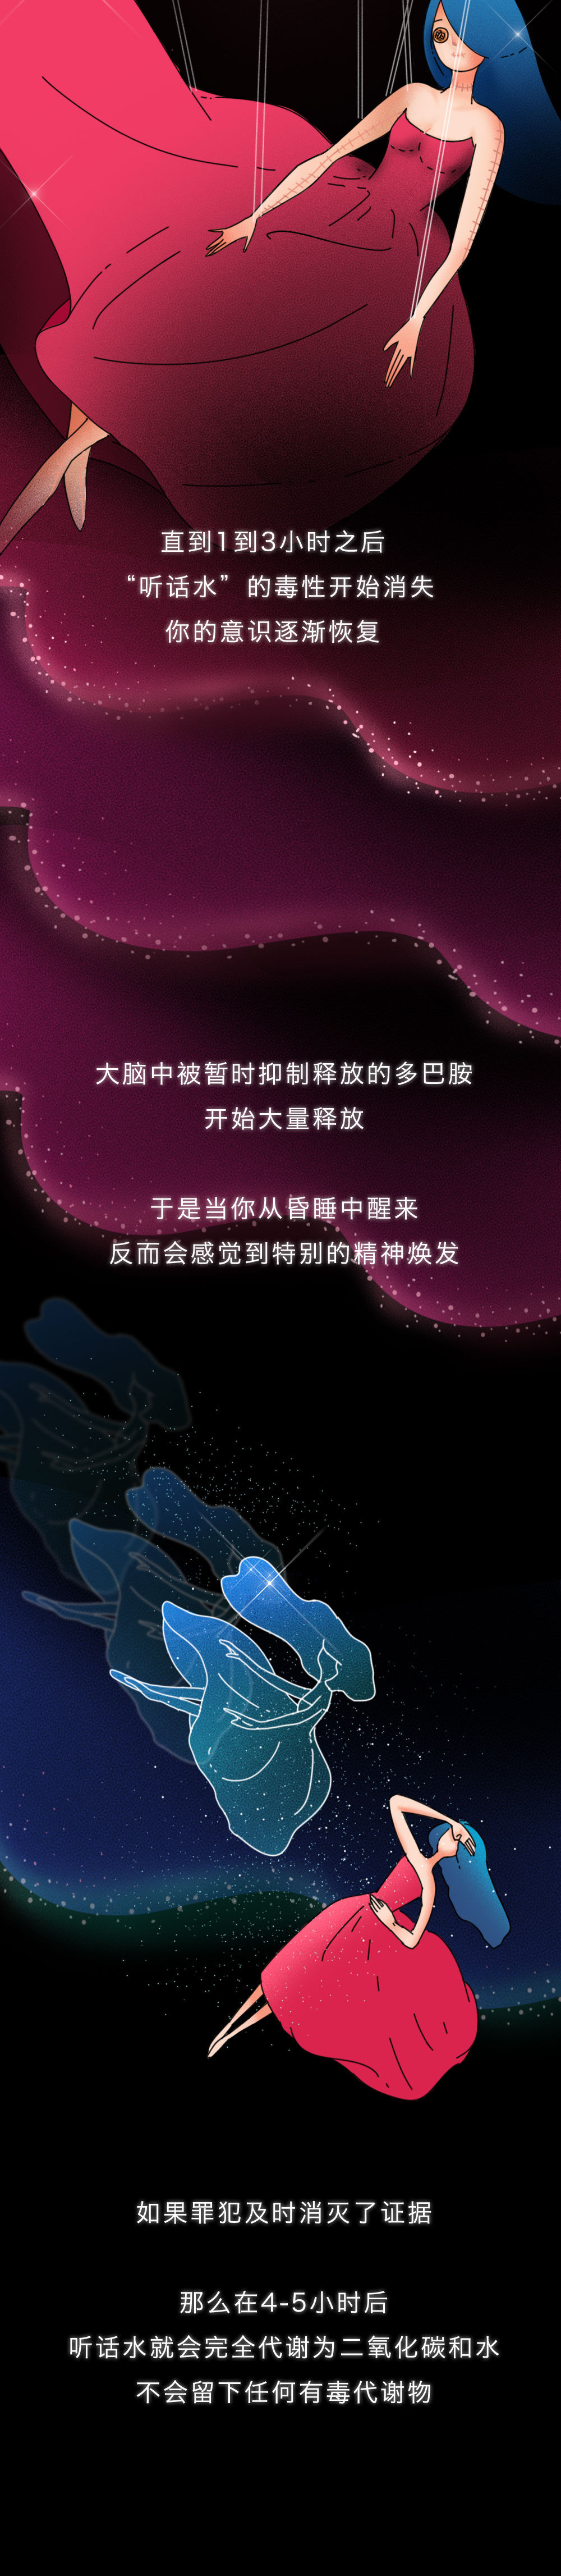 直到1到3小时之后
“听话水”的毒性开始消失
你的意识逐渐恢复
大脑中被暂时抑制释放的多巴胺
开始大量释放
于是当你从昏睡中醒来
反而会感觉到特别的精神焕发
如果罪犯及时消灭了证据
那么在4-5小时后
听话水就会完全代谢为二氧化碳和水
不会留下任何有毒代谢物